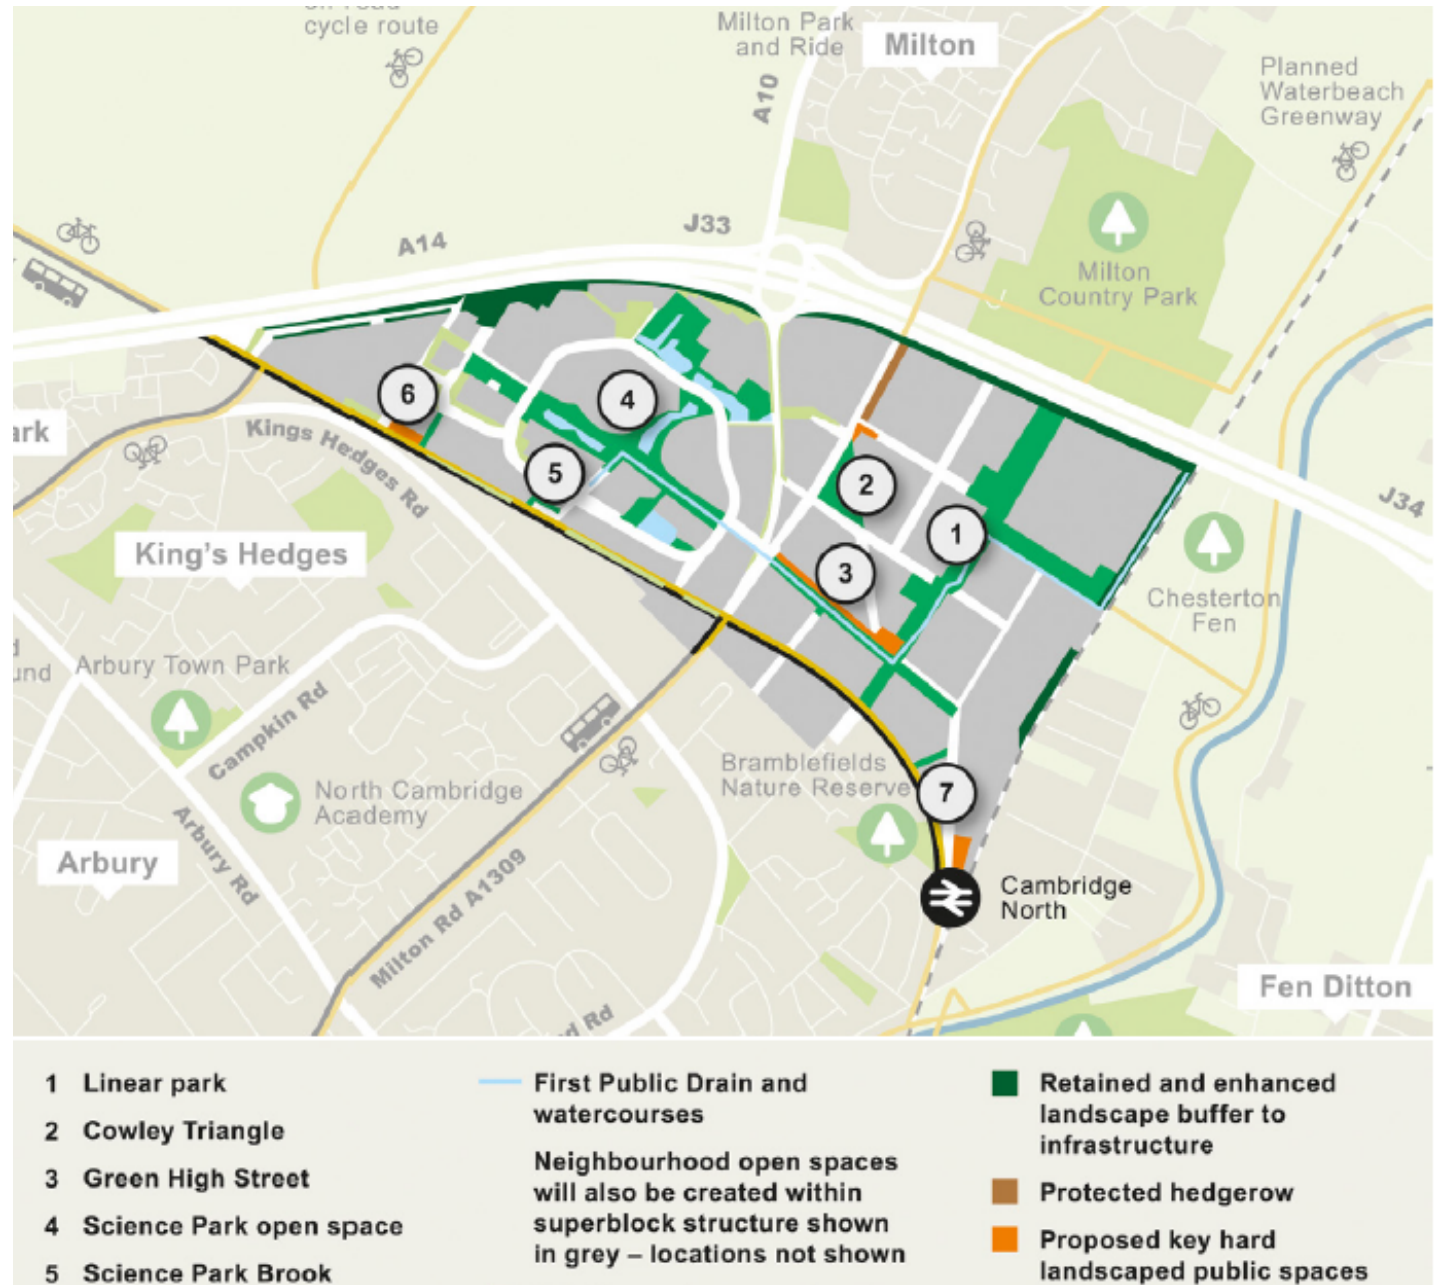 cycle route
Milton Park
and Ride
Milton
A10
Planned
Waterbeach
Greenway
A14
J33
Milton
Country Park
6
4
5
2
1
3
7
ark
Kings Hedges Rd
King's Hedges
J34
Chesterton
Fen
Arbury Town Park
Campkin Rd
North Cambridge
Academy
Bramblefields
Nature Reserve
Arbury
Arbury Rd
Milton Rd A1309
Cambridge
North
Fen Ditton
Rd
1 Linear park
2 Cowley Triangle
3 Green High Street
4 Science Park open space
5 Science Park Brook
First Public Drain and
watercourses
Neighbourhood open spaces
will also be created within
superblock structure shown
in grey – locations not shown
Retained and enhanced
landscape buffer to
infrastructure
Protected hedgerow
Proposed key hard
landscaped public spaces